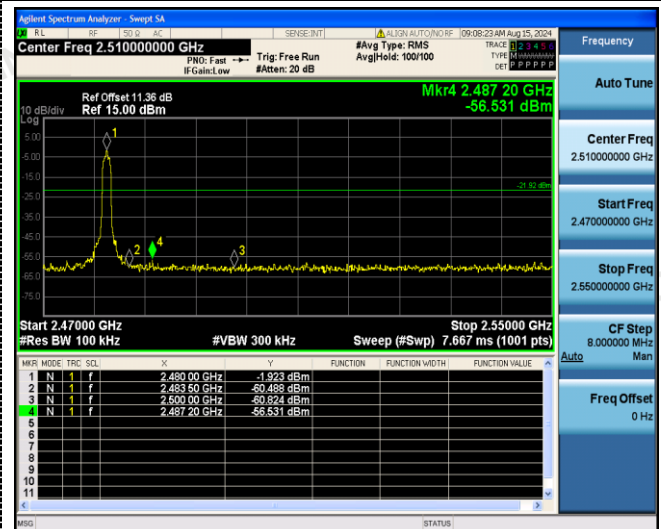 Agilent Spectrum Analyzer - Swept SA
RL RF 50 Ω AC SENSE:INT ALIGN AUTO/NO RF 09:08:23 AM Aug 15, 2024
Center Freq 2.510000000 GHz
PNO: Fast Trig: Free Run #Avg Type: RMS TRACE 1 2 3 4 5 6
IFGain:Low #Atten: 20 dB Avg|Hold: 100/100 TYPE M
DET P P P P P P
Mkr4 2.487 20 GHz
-56.531 dBm
Ref Offset 11.36 dB
10 dB/div Ref 15.00 dBm
Log
5.00
-5.00
-15.0
-25.0
-35.0
-45.0
-55.0
-65.0
-75.0
1
2
4
3
-21.92 dBm
Start 2.47000 GHz Stop 2.55000 GHz
#Res BW 100 kHz #VBW 300 kHz Sweep (#Swp) 7.667 ms (1001 pts)
MKR MODE TRC SCL X Y FUNCTION FUNCTION WIDTH FUNCTION VALUE
1 N 1 f 2.480 00 GHz -1.923 dBm
2 N 1 f 2.483 50 GHz -60.488 dBm
3 N 1 f 2.500 00 GHz -60.824 dBm
4 N 1 f 2.487 20 GHz -56.531 dBm
5
6
7
8
9
10
11
MSG STATUS
Frequency
Auto Tune
Center Freq
2.510000000 GHz
Start Freq
2.470000000 GHz
Stop Freq
2.550000000 GHz
CF Step
8.000000 MHz
Auto Man
Freq Offset
0 Hz